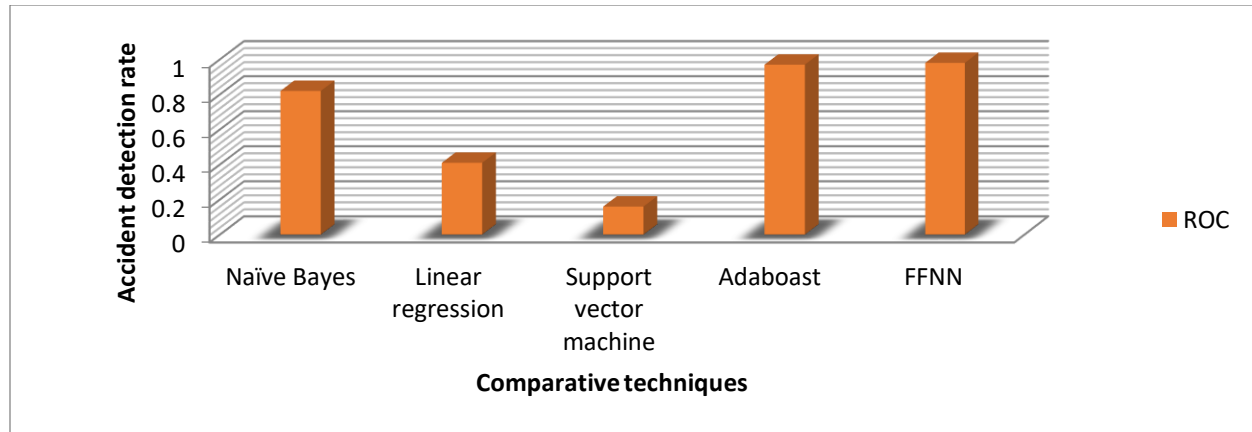 Accident detection rate
1
0.8
0.6
0.4
0.2
0
Naïve Bayes
Linear
regression
Support
vector
machine
Adaboast
FFNN
Comparative techniques
ROC